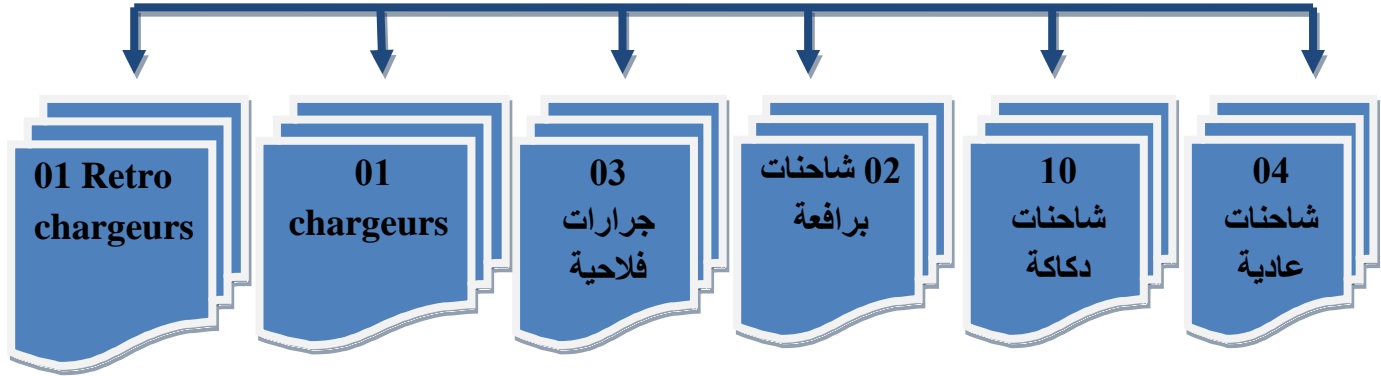 04
شاحنات
عادية
10
شاحنات
دكاكة
02 شاحنات
برافعة
03
جرارات
فلاحية
01
chargeurs
01 Retro
chargeurs